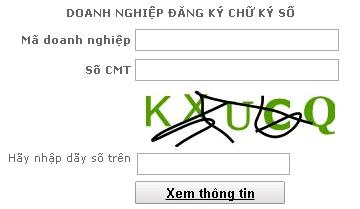 DOANH NGHIỆP ĐĂNG KÝ CHỮ KÝ SỐ
Mã doanh nghiệp
Số CMT
KXUCQ
Hãy nhập dãy số trên
Xem thông tin